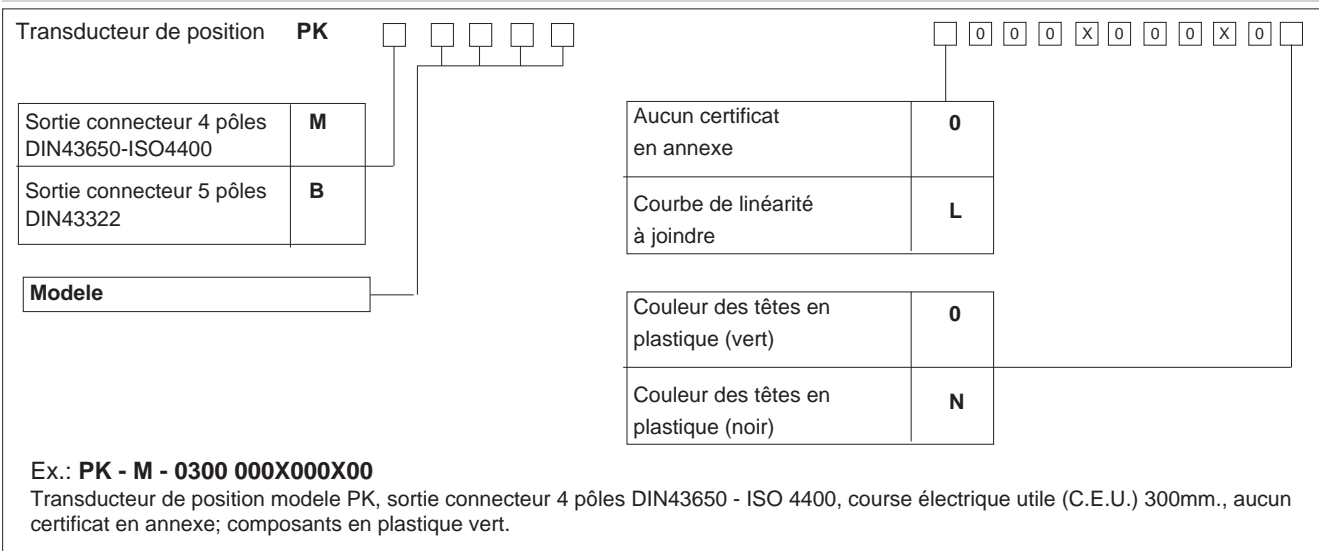 Transducteur de position PK
0 0 0 X 0 0 0 X 0
Sortie connecteur 4 pôles M
DIN43650-ISO4400
Sortie connecteur 5 pôles B
DIN43322
Modele
Aucun certificat 0
en annexe
Courbe de linéarité L
à joindre
Couleur des têtes en 0
plastique (vert)
Couleur des têtes en N
plastique (noir)
Ex.: PK - M - 0300 000X000X00
Transducteur de position modele PK, sortie connecteur 4 pôles DIN43650 - ISO 4400, course électrique utile (C.E.U.) 300mm., aucun
certificat en annexe; composants en plastique vert.